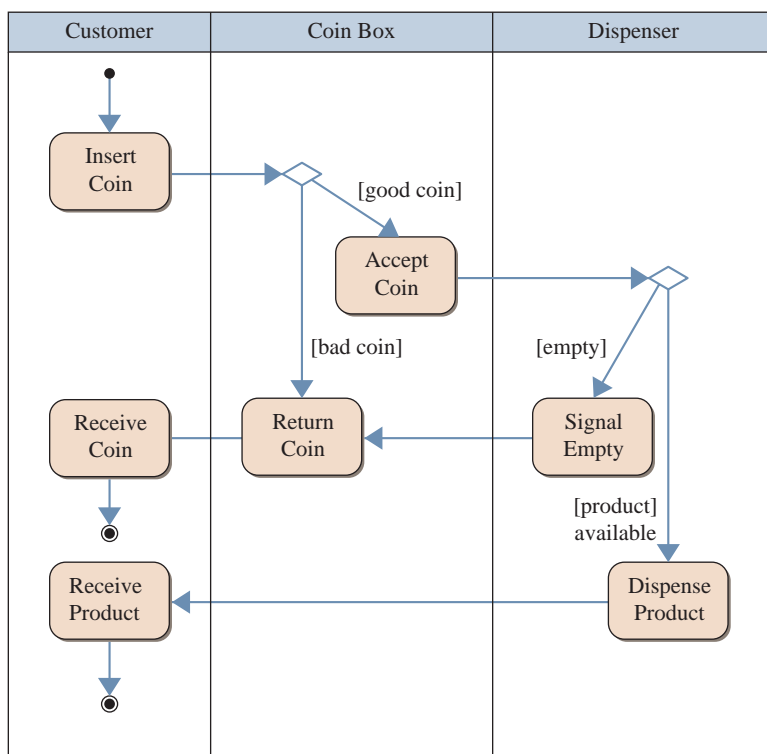 Customer
Coin Box
Dispenser
Insert
Coin
[good coin]
Accept
Coin
[bad coin]
[empty]
Receive
Coin
Return
Coin
Signal
Empty
[product]
available
Receive
Product
Dispense
Product